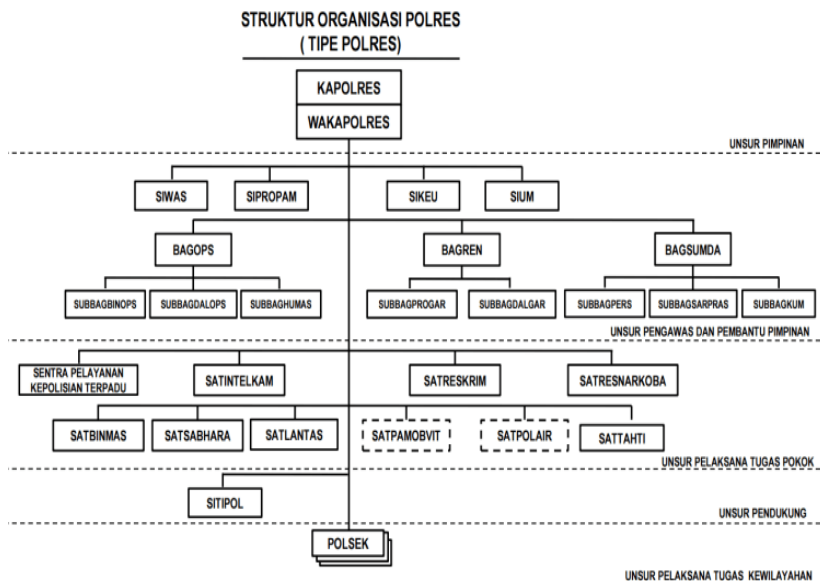 STRUKTUR ORGANISASI POLRES
( TIPE POLRES)
KAPOLRES
WAKAPOLRES
UNSUR PIMPINAN
SIWAS
SIPROPAM
SIKEU
SIUM
BAGOPS
BAGREN
BAGSUMDA
SUBBAGBINOPS
SUBBAGDALOPS
SUBBAGHUMAS
SUBBAGPROGAR
SUBBAGDALGAR
SUBBAGPERS
SUBBAGSARPRAS
SUBBAGKUM
UNSUR PENGAWAS DAN PEMBANTU PIMPINAN
SENTRA PELAYANAN
KEPOLISIAN TERPADU
SATINTELKAM
SATRESKRIM
SATRESNARKOBA
SATBINMAS
SATSABHARA
SATLANTAS
SATPAMOBVIT
SATPOLAIR
SATTAHTI
UNSUR PELAKSANA TUGAS POKOK
SITIPOL
UNSUR PENDUKUNG
POLSEK
UNSUR PELAKSANA TUGAS KEWILAYAHAN